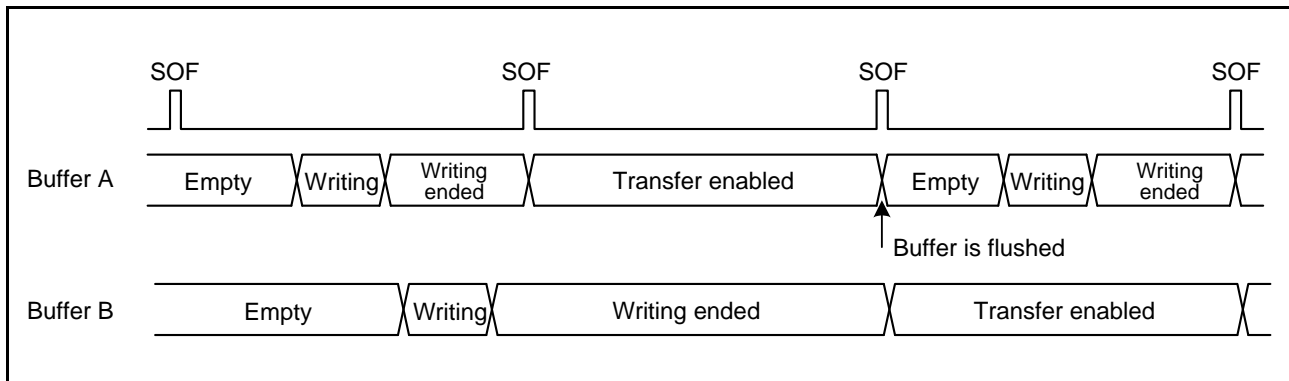 SOF SOF SOF SOF
Buffer A Empty Writing Writing ended Transfer enabled Empty Writing Writing ended
Buffer is flushed
Buffer B Empty Writing Writing ended Transfer enabled